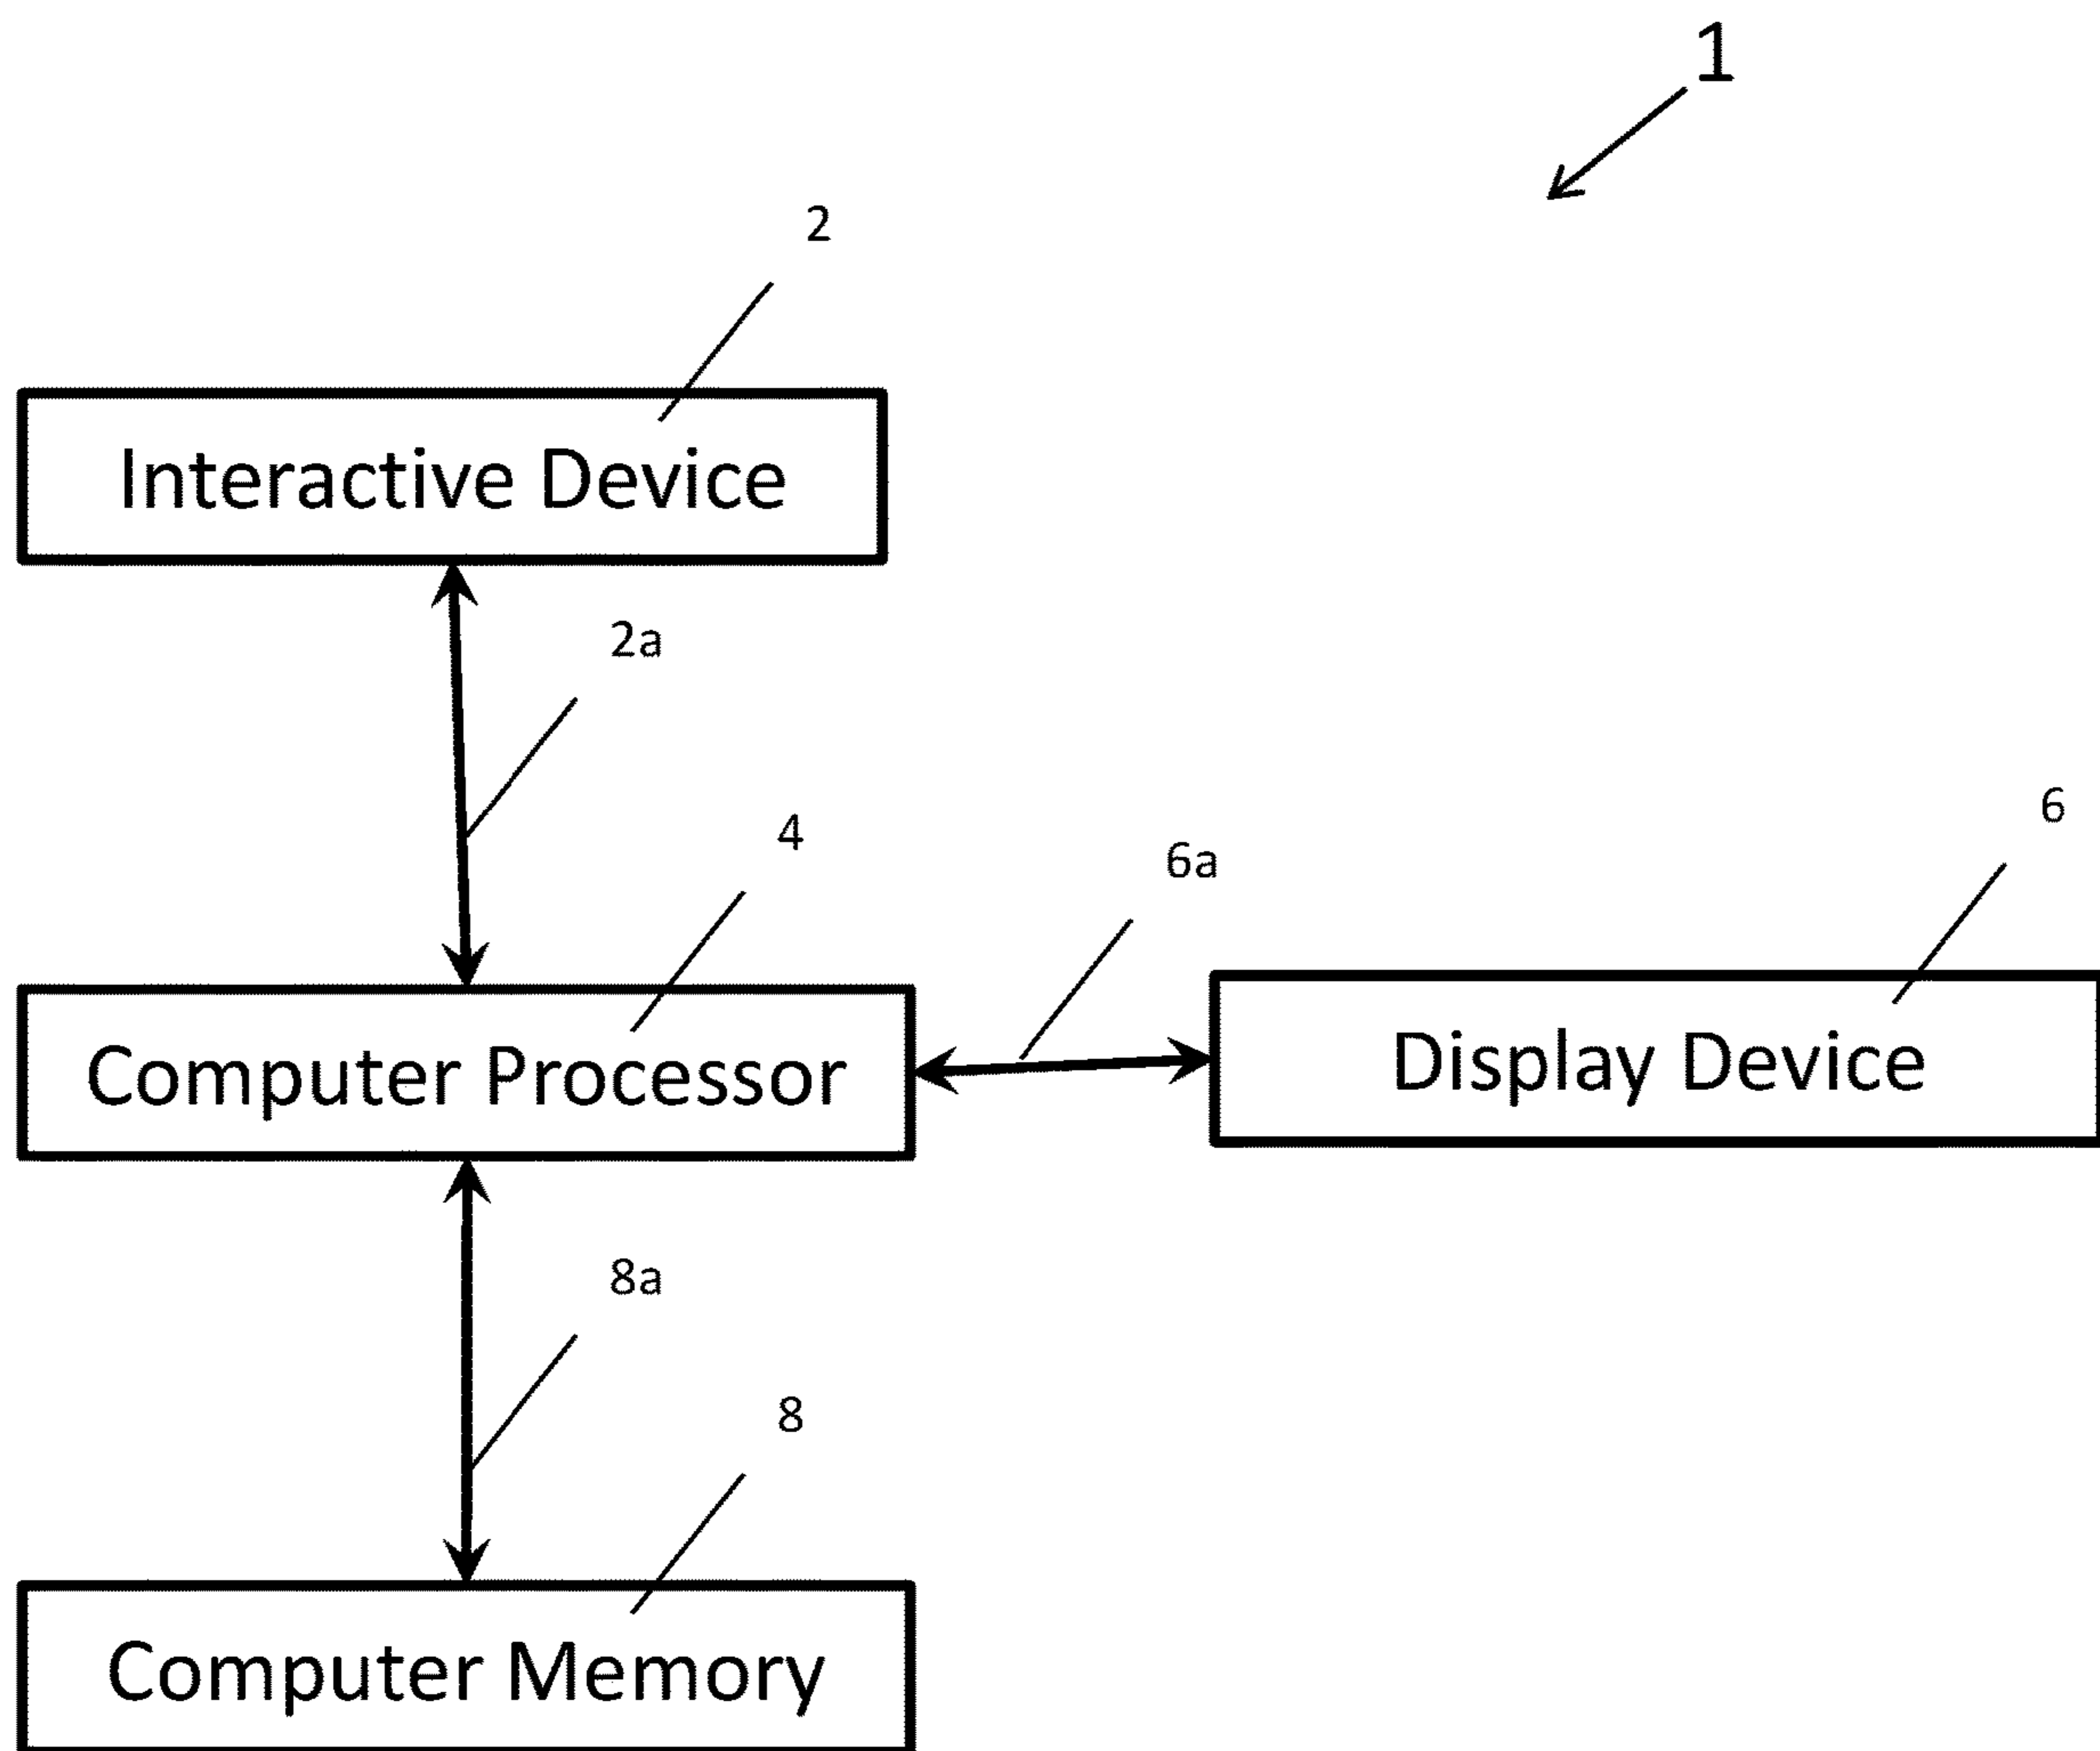 1
2
Interactive Device
2a
4
6a
6
Computer Processor
Display Device
8a
8
Computer Memory